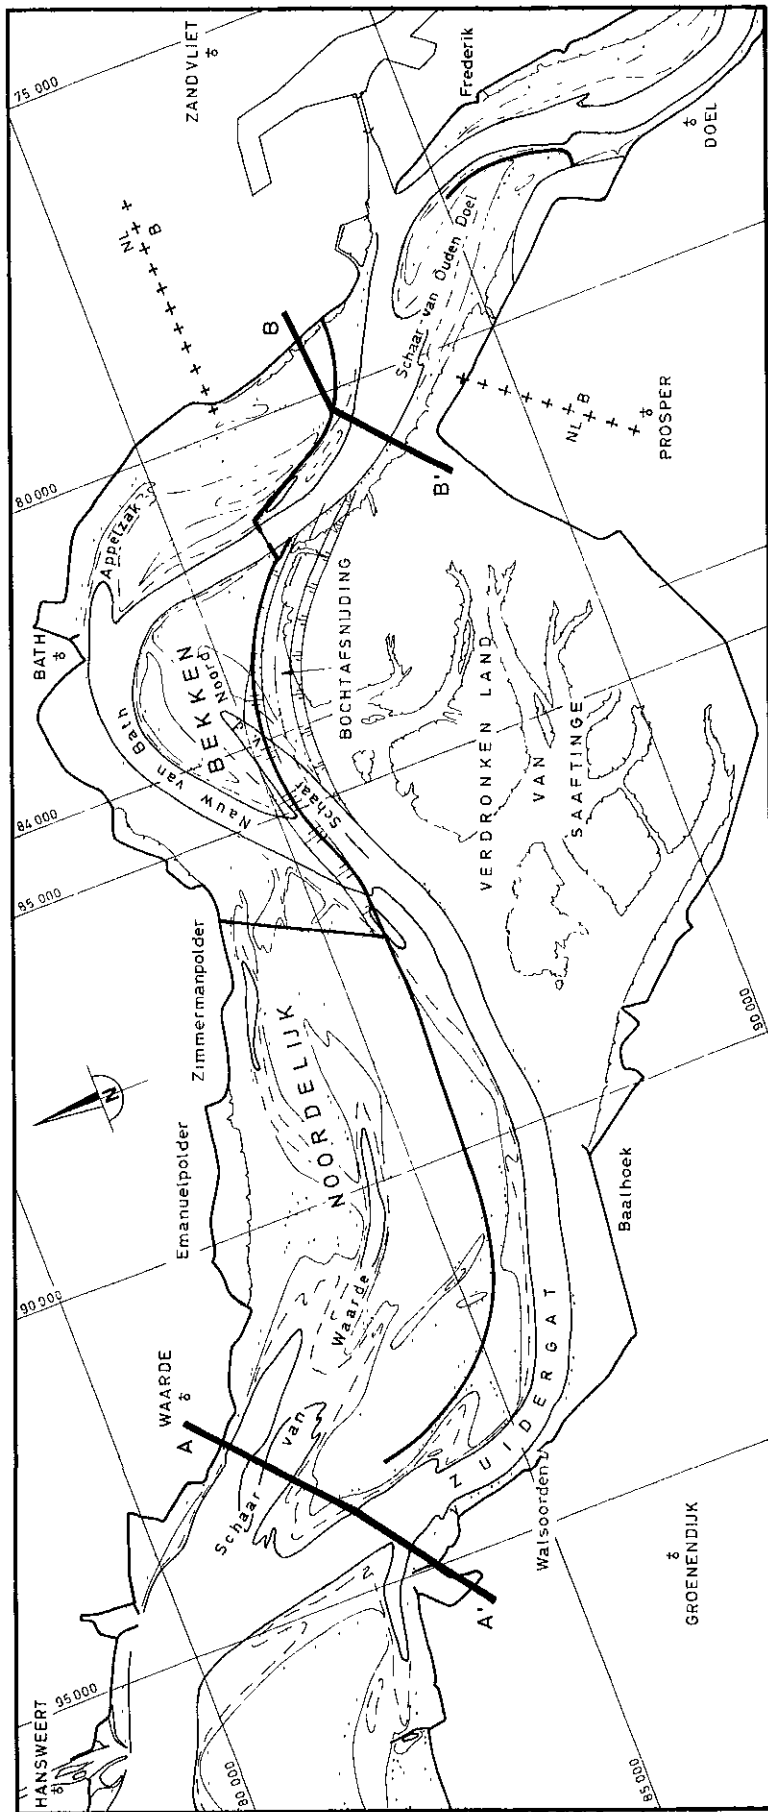 75 000
ZANDVLIET
Frederik
DOEL
NL
B
B
Schaar van Ouden Doel
B'
NL
B
PROSPER
80 000
Appelzak
BATH
Nauw van Bath
BEKKEN
Schaar v.d. Noord
BOCHTAFSNIJDING
VERDRONKEN LAND
VAN
SAAFTINGE
84 000
85 000
Zimmermanpolder
NOORDELIJK
N
Emanuelpolder
90 000
Baalhoek
90 000
WAARDE
A
Schaar van Waarde
ZUIDERGAT
Walsoorden
A'
GROENENDIJK
HANSWEERT
95 000
80 000
85 000